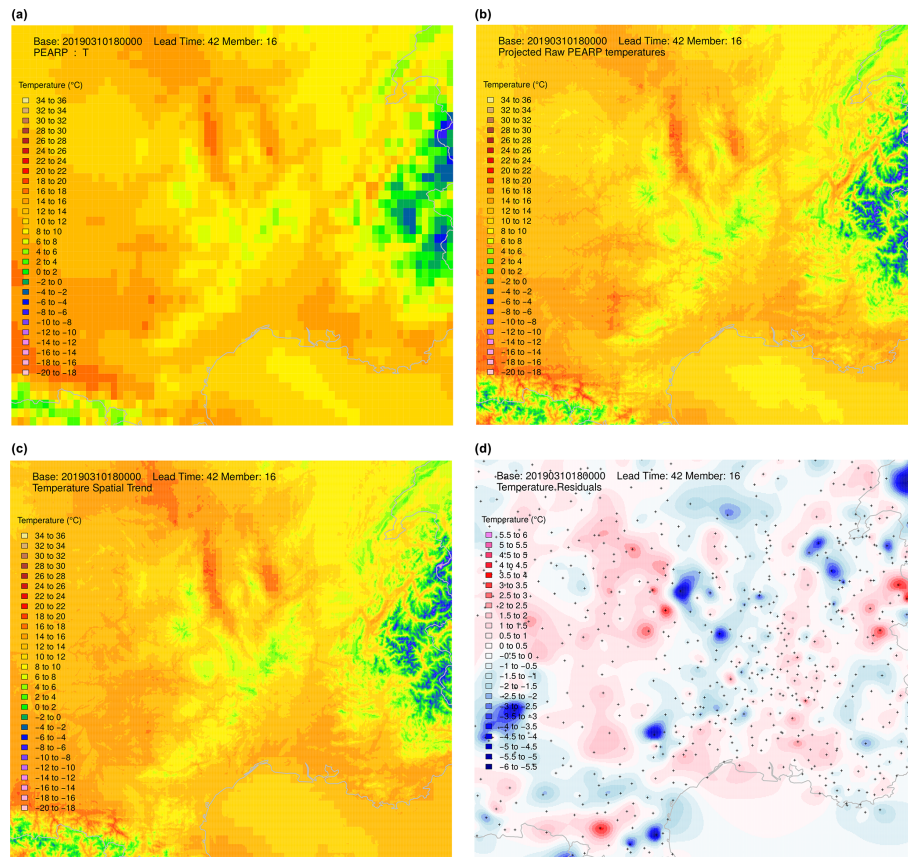 (a)
Base: 20190310180000 Lead Time: 42 Member: 16
PEARP : T
Temperature (°C)
34 to 36
32 to 34
30 to 32
28 to 30
26 to 28
24 to 26
22 to 24
20 to 22
18 to 20
16 to 18
14 to 16
12 to 14
10 to 12
8 to 10
6 to 8
4 to 6
2 to 4
0 to 2
−2 to 0
−4 to −2
−6 to −4
−8 to −6
−10 to −8
−12 to −10
−14 to −12
−16 to −14
−18 to −16
−20 to −18
(b)
Base: 20190310180000 Lead Time: 42 Member: 16
Projected Raw PEARP temperatures
Temperature (°C)
34 to 36
32 to 34
30 to 32
28 to 30
26 to 28
24 to 26
22 to 24
20 to 22
18 to 20
16 to 18
14 to 16
12 to 14
10 to 12
8 to 10
6 to 8
4 to 6
2 to 4
0 to 2
−2 to 0
−4 to −2
−6 to −4
−8 to −6
−10 to −8
−12 to −10
−14 to −12
−16 to −14
−18 to −16
−20 to −18
(c)
Base: 20190310180000 Lead Time: 42 Member: 16
Temperature Spatial Trend
Temperature (°C)
34 to 36
32 to 34
30 to 32
28 to 30
26 to 28
24 to 26
22 to 24
20 to 22
18 to 20
16 to 18
14 to 16
12 to 14
10 to 12
8 to 10
6 to 8
4 to 6
2 to 4
0 to 2
−2 to 0
−4 to −2
−6 to −4
−8 to −6
−10 to −8
−12 to −10
−14 to −12
−16 to −14
−18 to −16
−20 to −18
(d)
Base: 20190310180000 Lead Time: 42 Member: 16
Temperature Residuals
Temperature (°C)
5.5 to 6
5 to 5.5
4.5 to 5
4 to 4.5
3.5 to 4
3 to 3.5
2.5 to 3
2 to 2.5
1.5 to 2
1 to 1.5
0.5 to 1
0 to 0.5
−0.5 to 0
−1 to −0.5
−1.5 to −1
−2 to −1.5
−2.5 to −2
−3 to −2.5
−3.5 to −3
−4 to −3.5
−4.5 to −4
−5 to −4.5
−5.5 to −5
−6 to −5.5